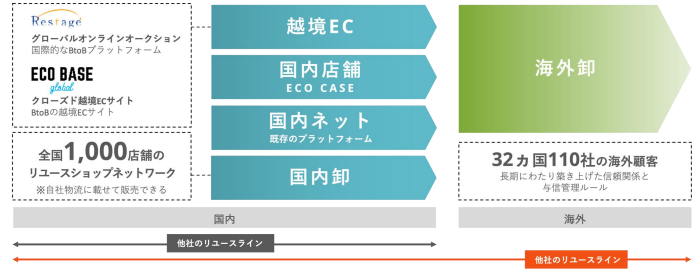 Restage
グローバルオンラインオークション
国際的なBtoBプラットフォーム
ECO BASE
global
クローズド越境ECサイト
BtoBの越境ECサイト
全国1,000店舗の
リユースショップネットワーク
※自社物流に載せて販売できる
越境EC
国内店舗
ECO CASE
国内ネット
既存のプラットフォーム
国内卸
海外卸
32ヵ国110社の海外顧客
長期にわたり築き上げた信頼関係と
与信管理ルール
国内
海外
他社のリユースライン
他社のリユースライン